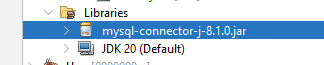 Libraries
mysql-connector-j-8.1.0.jar
JDK 20 (Default)